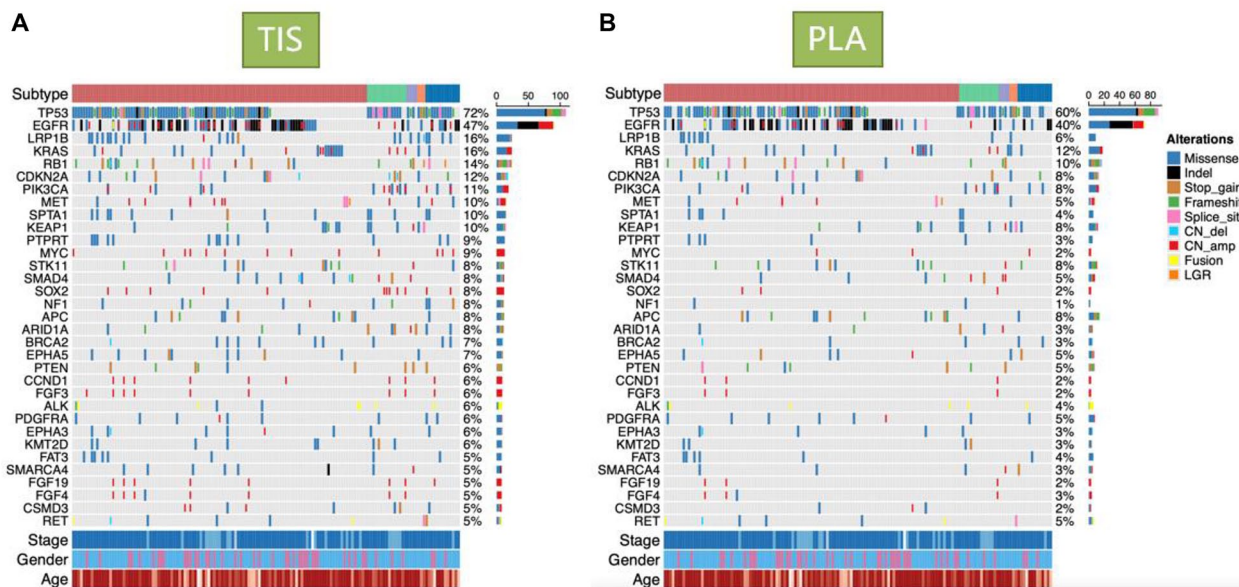 A
TIS
Subtype
0 50 100
TP53 72%
EGFR 47%
LRP1B 16%
KRAS 16%
RB1 14%
CDKN2A 12%
PIK3CA 11%
MET 10%
SPTA1 10%
KEAP1 10%
PTPRT 9%
MYC 9%
STK11 8%
SMAD4 8%
SOX2 8%
NF1 8%
APC 8%
ARID1A 8%
BRCA2 7%
EPHA5 7%
PTEN 6%
CCND1 6%
FGF3 6%
ALK 6%
PDGFRA 6%
EPHA3 6%
KMT2D 6%
FAT3 5%
SMARCA4 5%
FGF19 5%
FGF4 5%
CSMD3 5%
RET 5%
Stage
Gender
Age
B
PLA
Subtype
0 20 40 60 80
TP53 60%
EGFR 40%
LRP1B 6%
KRAS 12%
RB1 10%
CDKN2A 8%
PIK3CA 8%
MET 5%
SPTA1 4%
KEAP1 8%
PTPRT 3%
MYC 2%
STK11 8%
SMAD4 5%
SOX2 2%
NF1 1%
APC 8%
ARID1A 3%
BRCA2 3%
EPHA5 5%
PTEN 5%
CCND1 2%
FGF3 2%
ALK 4%
PDGFRA 5%
EPHA3 3%
KMT2D 3%
FAT3 4%
SMARCA4 3%
FGF19 2%
FGF4 3%
CSMD3 2%
RET 5%
Stage
Gender
Age
Alterations
Missense
Indel
Stop_gain
Frameshif
Splice_sit
CN_del
CN_amp
Fusion
LGR